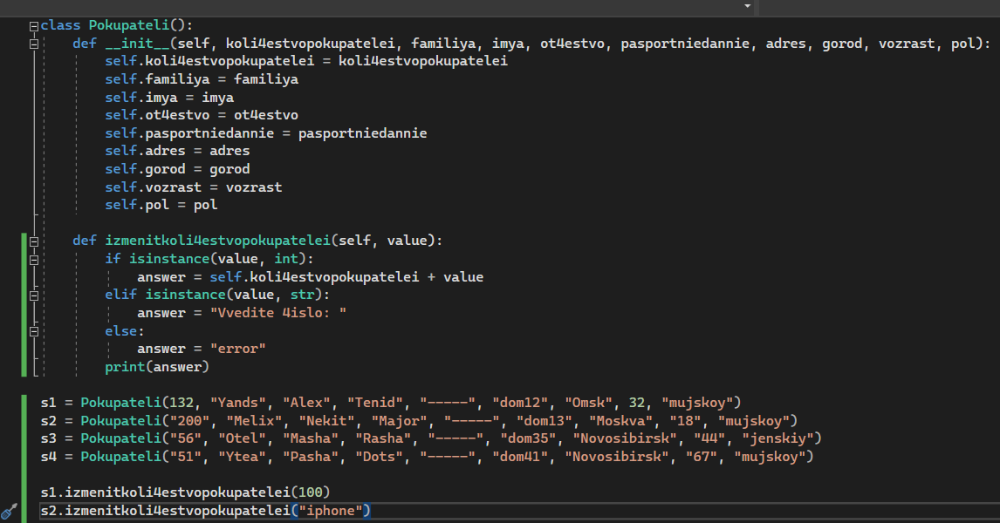 class Pokupateli():
    def __init__(self, koli4estvopokupatelei, familiya, imya, ot4estvo, pasportniedannie, adres, gorod, vozrast, pol):
        self.koli4estvopokupatelei = koli4estvopokupatelei
        self.familiya = familiya
        self.imya = imya
        self.ot4estvo = ot4estvo
        self.pasportniedannie = pasportniedannie
        self.adres = adres
        self.gorod = gorod
        self.vozrast = vozrast
        self.pol = pol
    def izmenitkoli4estvopokupatelei(self, value):
        if isinstance(value, int):
            answer = self.koli4estvopokupatelei + value
        elif isinstance(value, str):
            answer = "Vvedite 4islo: "
        else:
            answer = "error"
        print(answer)
s1 = Pokupateli(132, "Yands", "Alex", "Tenid", "-----", "dom12", "Omsk", 32, "mujskoy")
s2 = Pokupateli("200", "Melix", "Nekit", "Major", "-----", "dom13", "Moskva", "18", "mujskoy")
s3 = Pokupateli("56", "Otel", "Masha", "Rasha", "-----", "dom35", "Novosibirsk", "44", "jenskiy")
s4 = Pokupateli("51", "Ytea", "Pasha", "Dots", "-----", "dom41", "Novosibirsk", "67", "mujskoy")
s1.izmenitkoli4estvopokupatelei(100)
s2.izmenitkoli4estvopokupatelei("iphone")